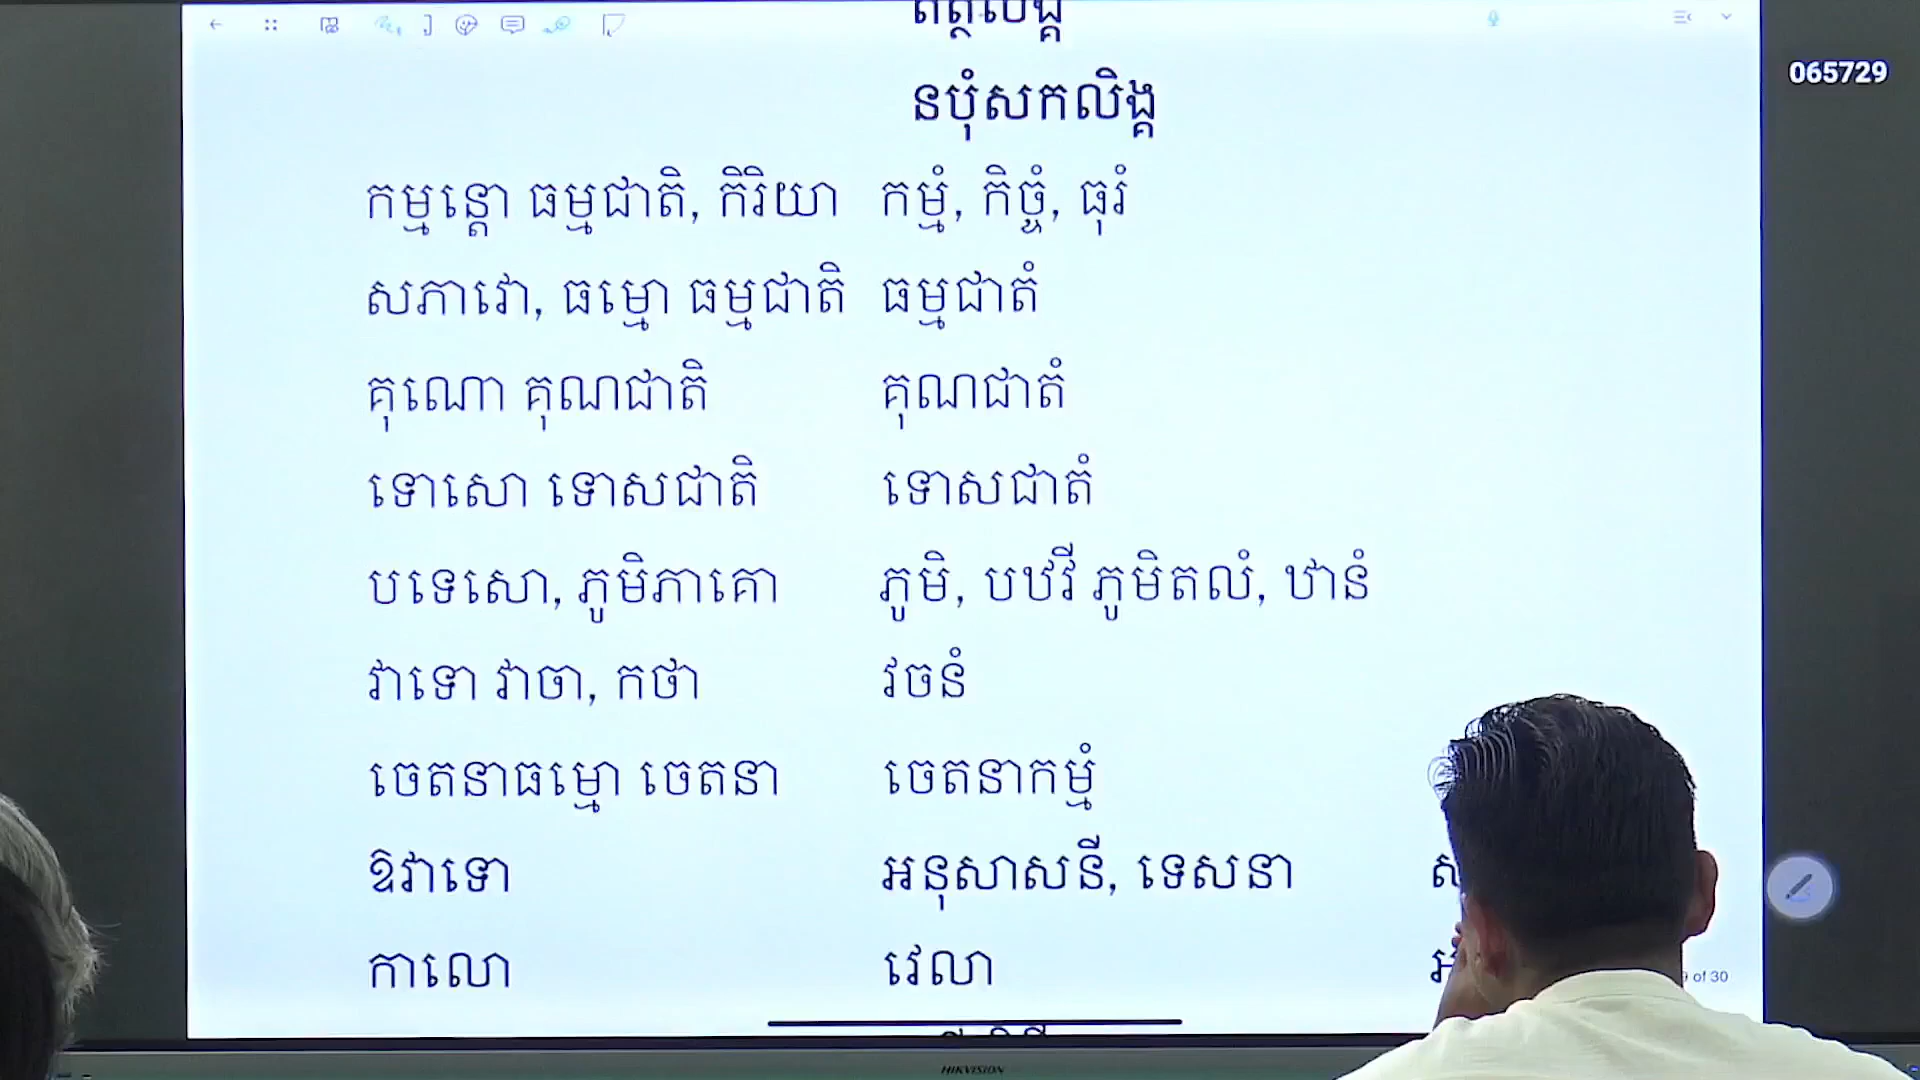 065729
នបុំសកលិង្គ
កម្មន្តោ ធម្មជាតិ, កិរិយា កម្មំ, កិច្ចំ, ធុរំ
សភាវោ, ធម្មោ ធម្មជាតិ ធម្មជាតំ
គុណោ គុណជាតិ គុណជាតំ
ទោសោ ទោសជាតិ ទោសជាតំ
បទេសោ, ភូមិភាគោ ភូមិ, បឋវី ភូមិតលំ, ឋានំ
វាទោ វាចា, កថា វចនំ
ចេតនាធម្មោ ចេតនា ចេតនាកម្មំ
ឱវាទោ អនុសាសនី, ទេសនា
កាលោ វេលា
of 30
HIKVISION